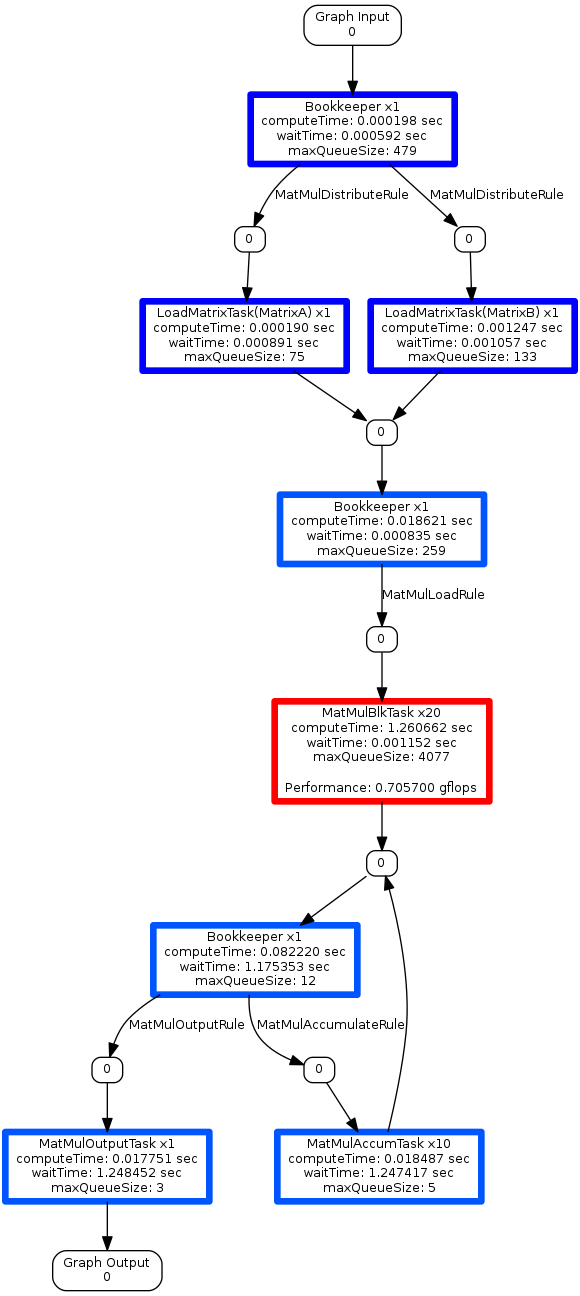 Graph Input
0
Bookkeeper x1
computeTime: 0.000198 sec
waitTime: 0.000592 sec
maxQueueSize: 479
MatMulDistributeRule
MatMulDistributeRule
0
0
LoadMatrixTask(MatrixA) x1
computeTime: 0.000190 sec
waitTime: 0.000891 sec
maxQueueSize: 75
LoadMatrixTask(MatrixB) x1
computeTime: 0.001247 sec
waitTime: 0.001057 sec
maxQueueSize: 133
0
Bookkeeper x1
computeTime: 0.018621 sec
waitTime: 0.000835 sec
maxQueueSize: 259
MatMulLoadRule
0
MatMulBlkTask x20
computeTime: 1.260662 sec
waitTime: 0.001152 sec
maxQueueSize: 4077
Performance: 0.705700 gflops
0
Bookkeeper x1
computeTime: 0.082220 sec
waitTime: 1.175353 sec
maxQueueSize: 12
MatMulOutputRule
MatMulAccumulateRule
0
0
MatMulOutputTask x1
computeTime: 0.017751 sec
waitTime: 1.248452 sec
maxQueueSize: 3
MatMulAccumTask x10
computeTime: 0.018487 sec
waitTime: 1.247417 sec
maxQueueSize: 5
Graph Output
0